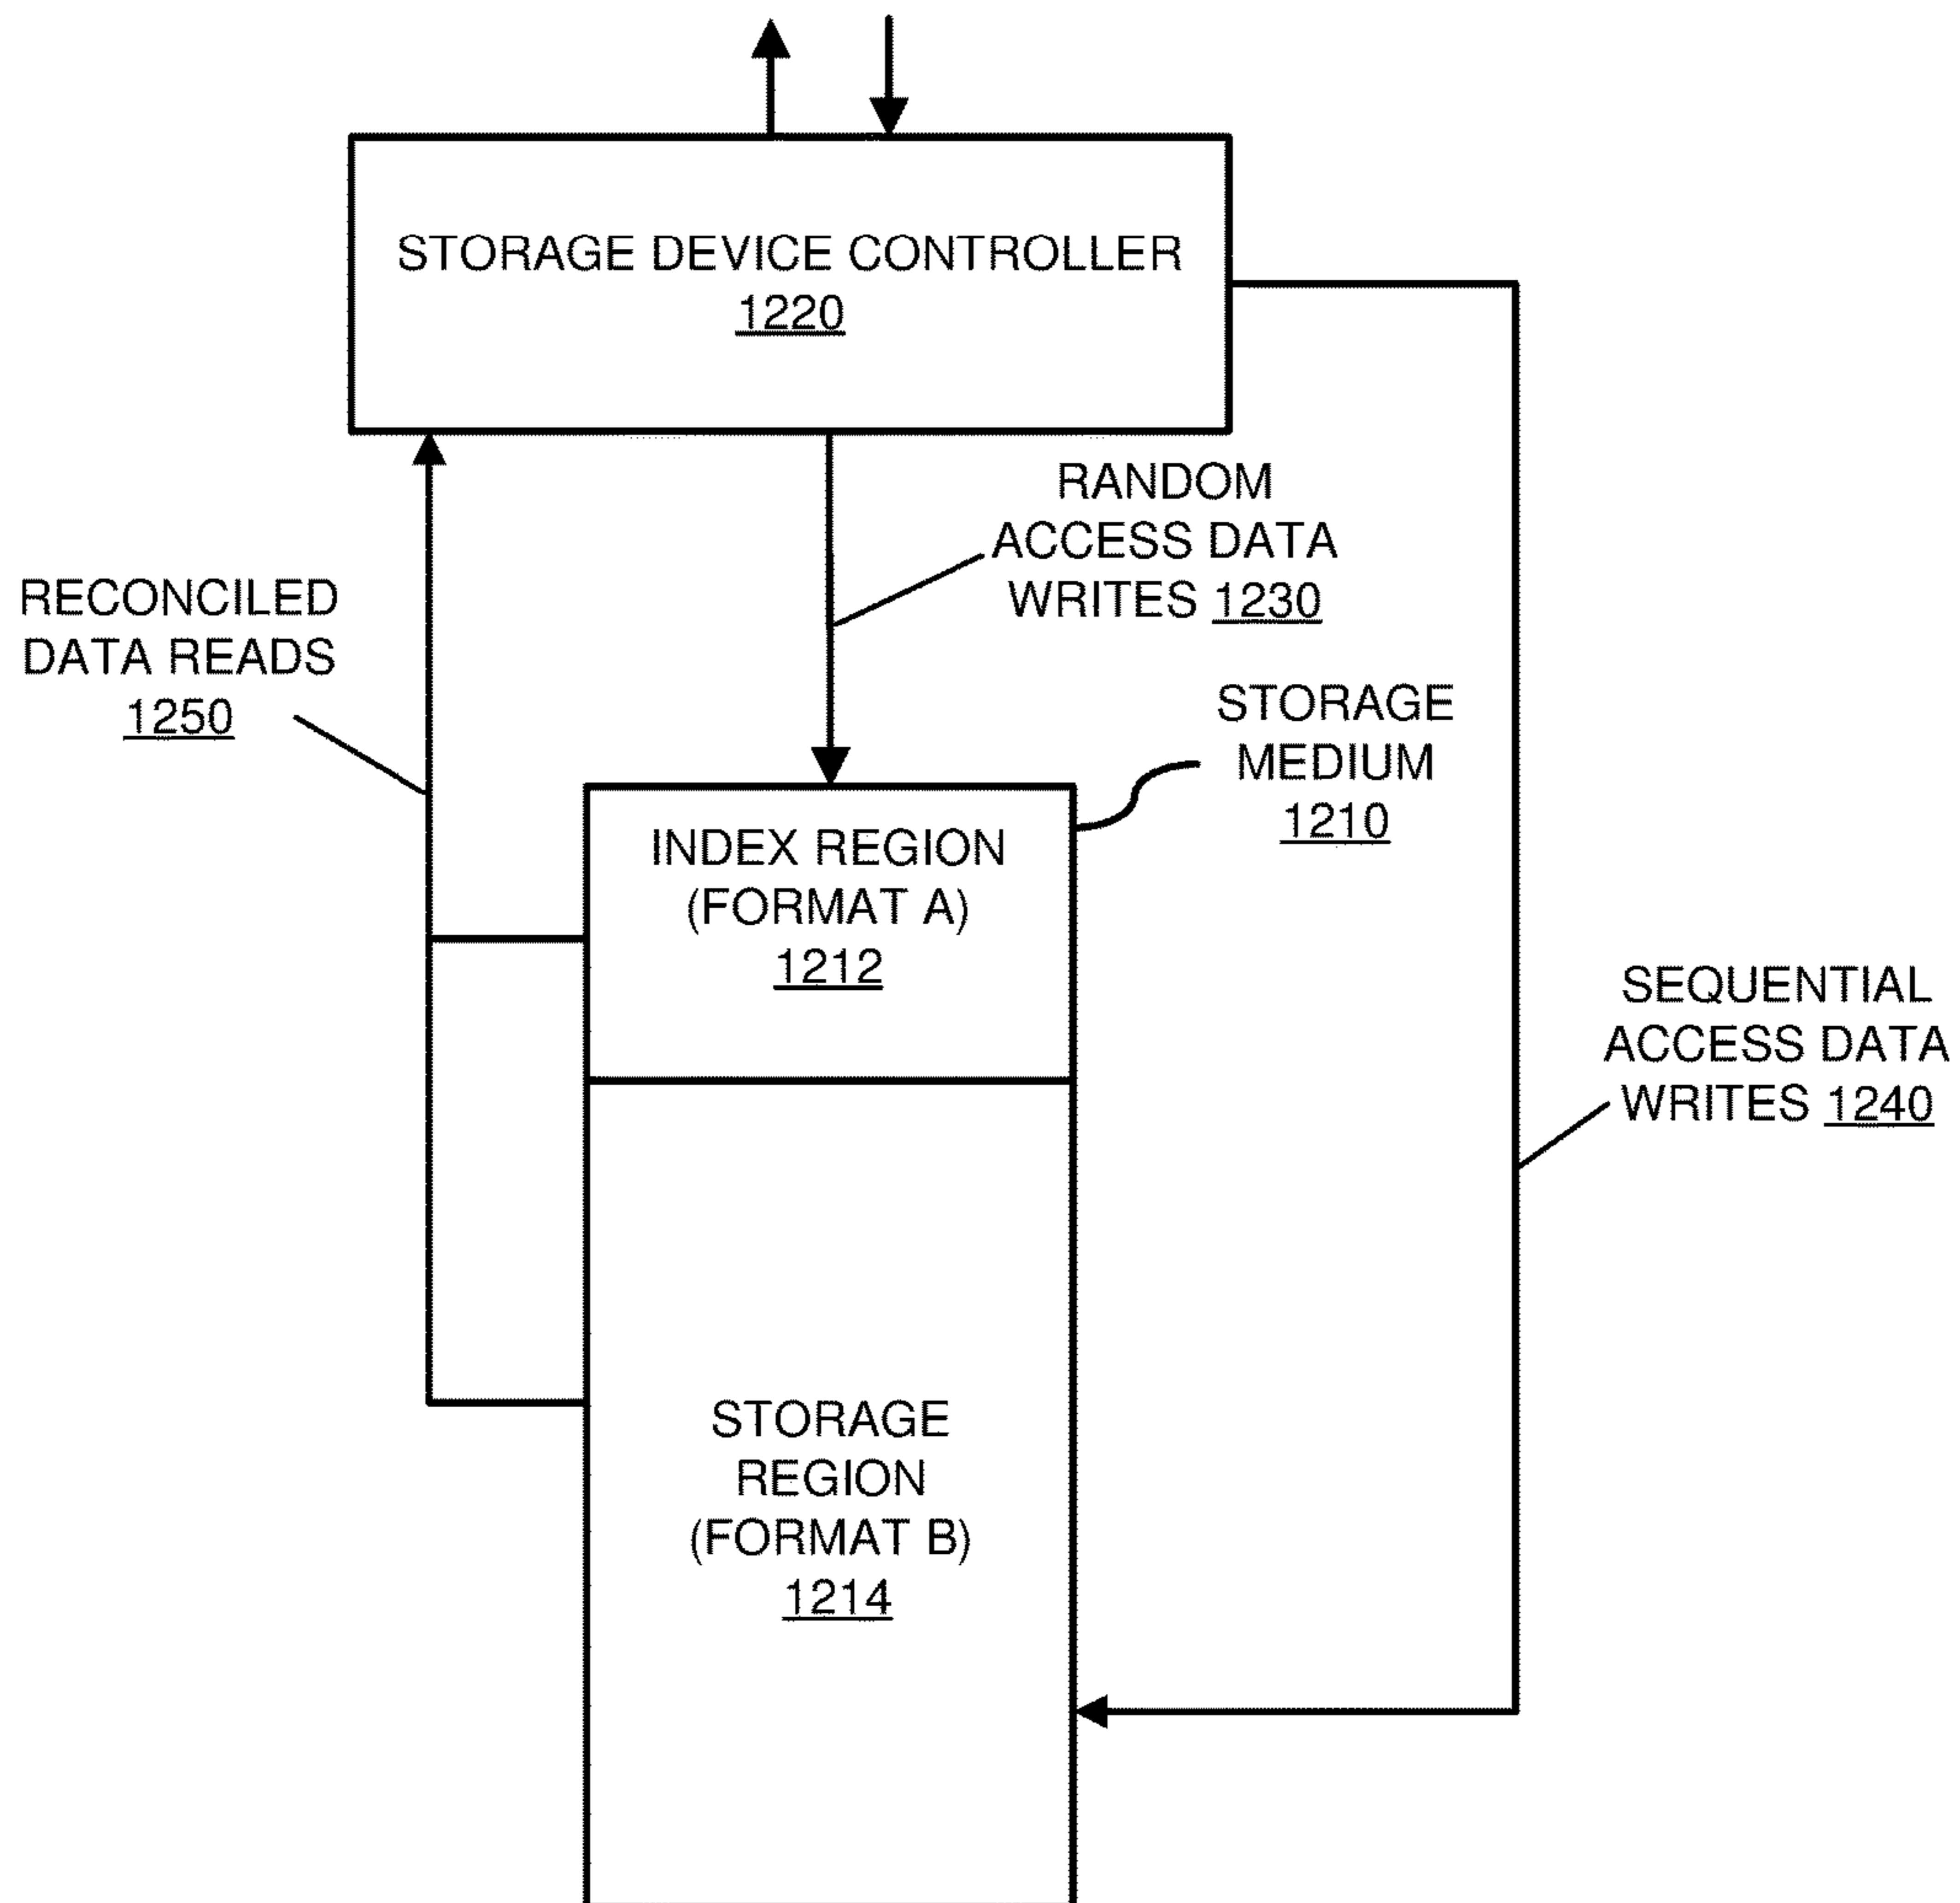 STORAGE DEVICE CONTROLLER
1220
RANDOM
ACCESS DATA
WRITES 1230
RECONCILED
DATA READS
1250
STORAGE
MEDIUM
1210
INDEX REGION
(FORMAT A)
1212
SEQUENTIAL
ACCESS DATA
WRITES 1240
STORAGE
REGION
(FORMAT B)
1214